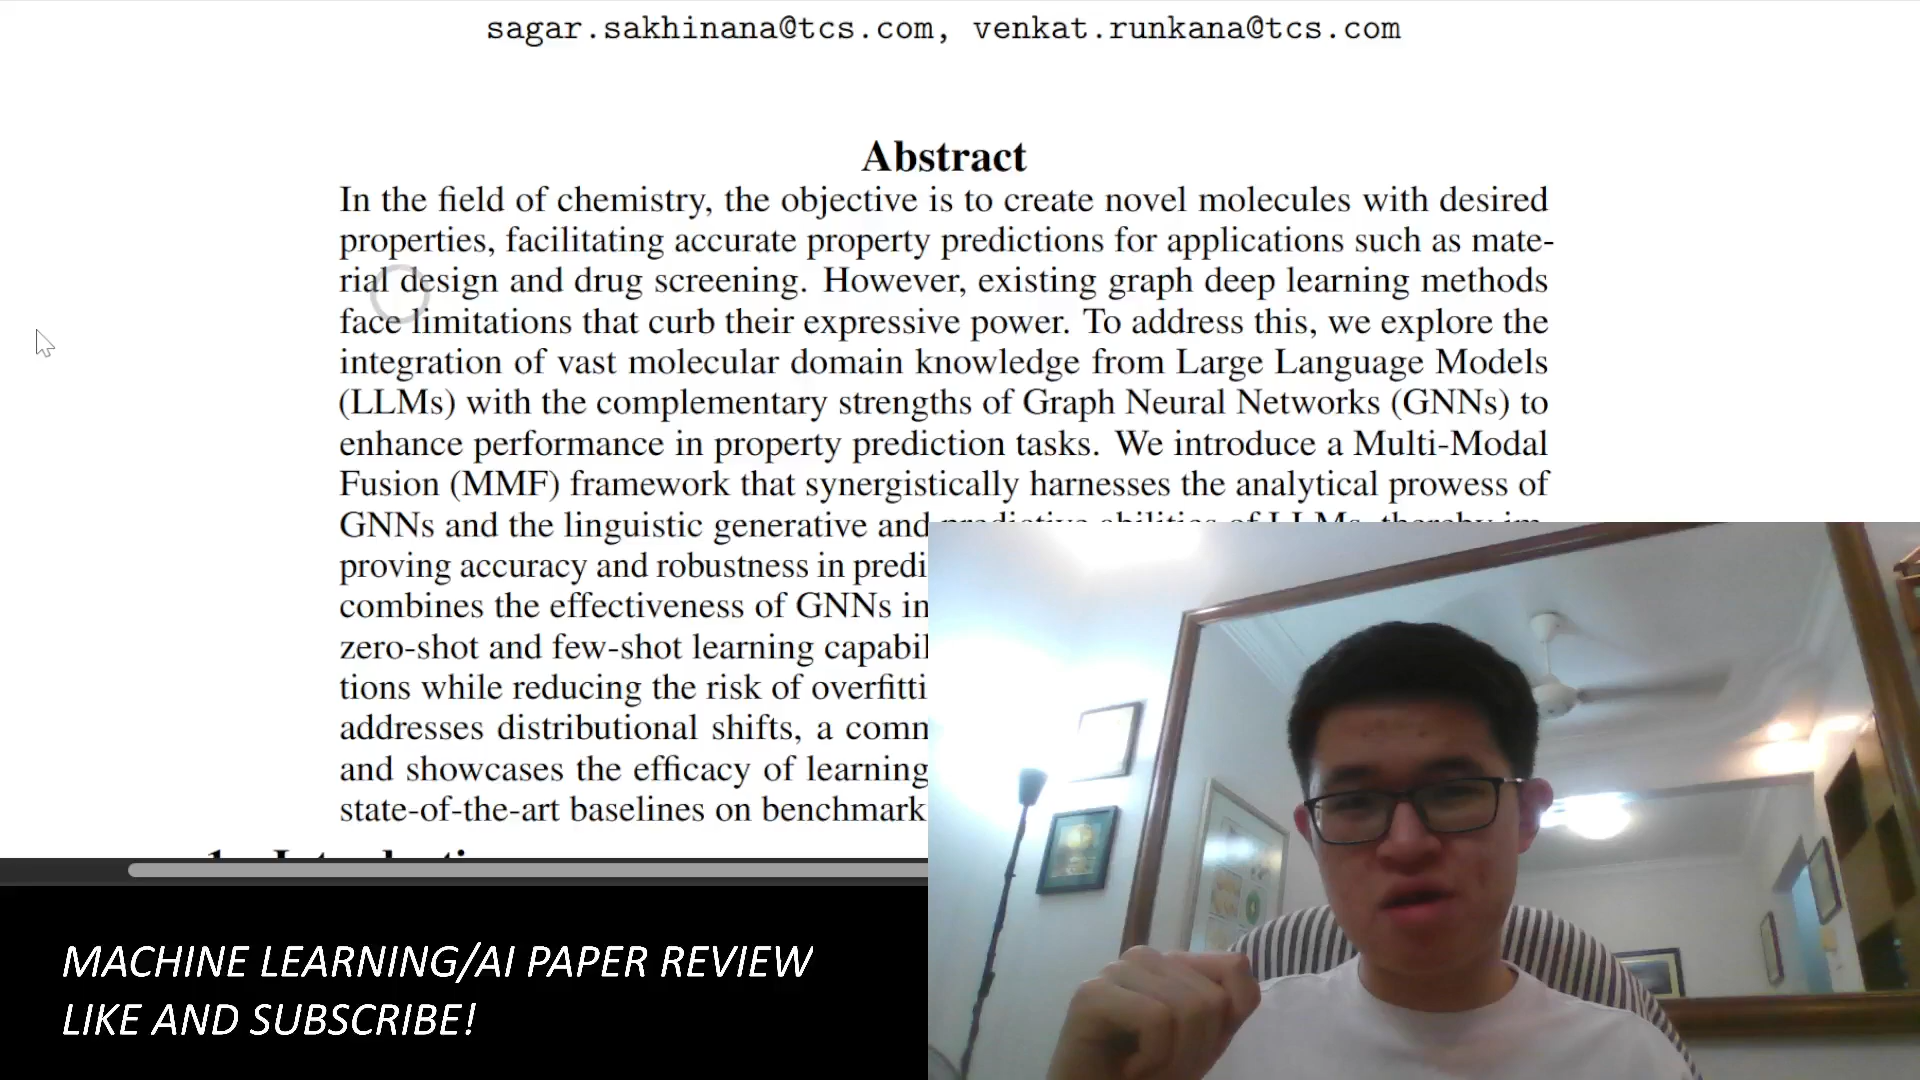 sagar.sakhinana@tcs.com, venkat.runkana@tcs.com
Abstract
In the field of chemistry, the objective is to create novel molecules with desired
properties, facilitating accurate property predictions for applications such as mate-
rial design and drug screening. However, existing graph deep learning methods
face limitations that curb their expressive power. To address this, we explore the
integration of vast molecular domain knowledge from Large Language Models
(LLMs) with the complementary strengths of Graph Neural Networks (GNNs) to
enhance performance in property prediction tasks. We introduce a Multi-Modal
Fusion (MMF) framework that synergistically harnesses the analytical prowess of
GNNs and the linguistic generative and predictive abilities of LLMs, thereby im-
proving accuracy and robustness in predi
combines the effectiveness of GNNs in
zero-shot and few-shot learning capabil
tions while reducing the risk of overfitti
addresses distributional shifts, a comm
and showcases the efficacy of learning
state-of-the-art baselines on benchmark
1 Introduction
MACHINE LEARNING/AI PAPER REVIEW
LIKE AND SUBSCRIBE!